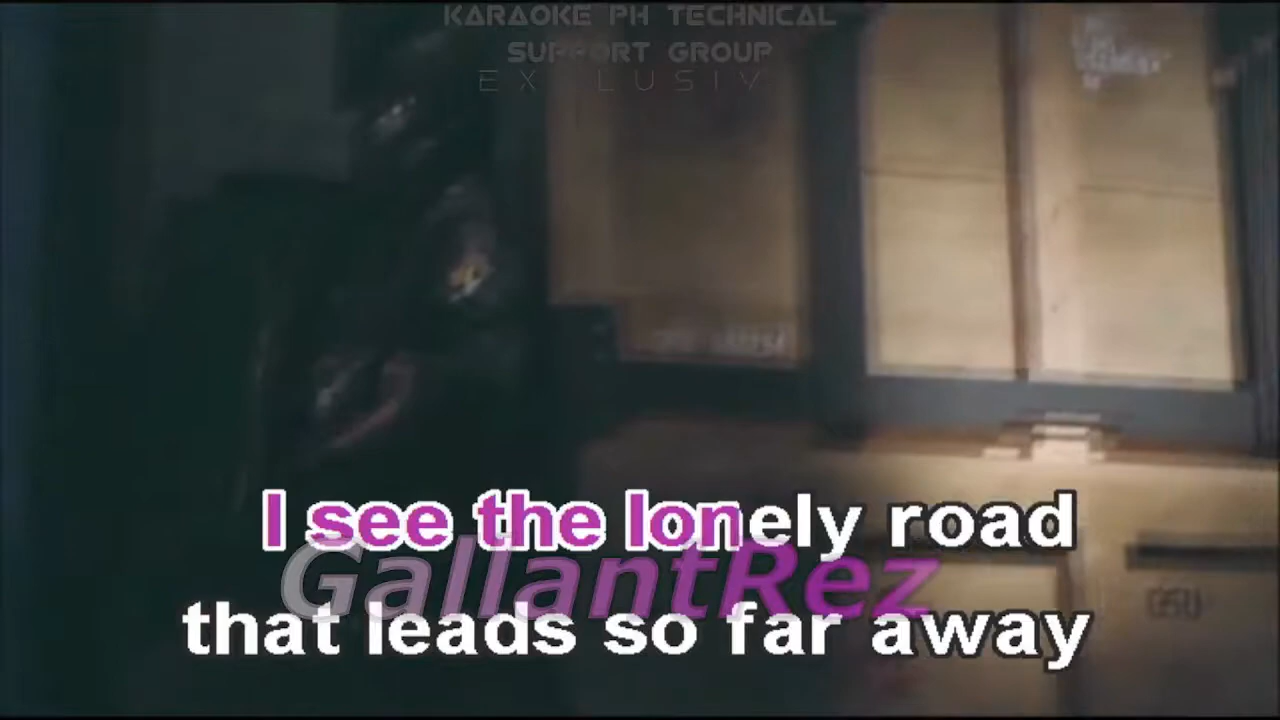 KARAOKE PH TECHNICAL
SUPPORT GROUP
I see the lonely road
GallantRez
that leads so far away